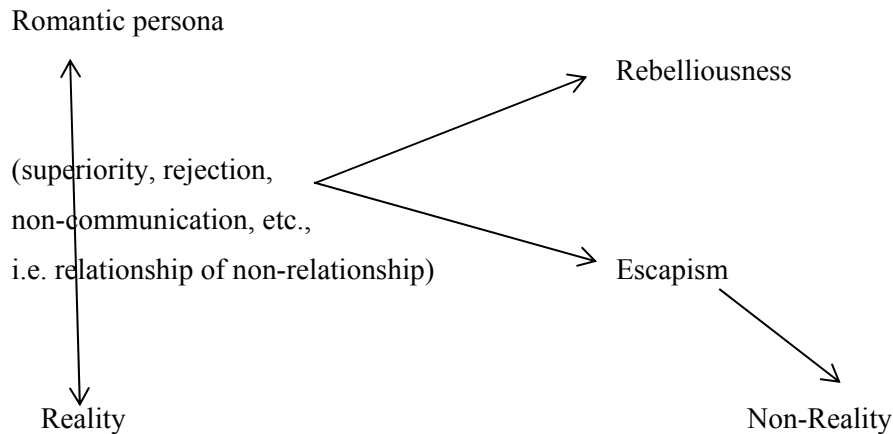 Romantic persona
Rebelliousness
(superiority, rejection,
non-communication, etc.,
i.e. relationship of non-relationship)
Escapism
Reality
Non-Reality